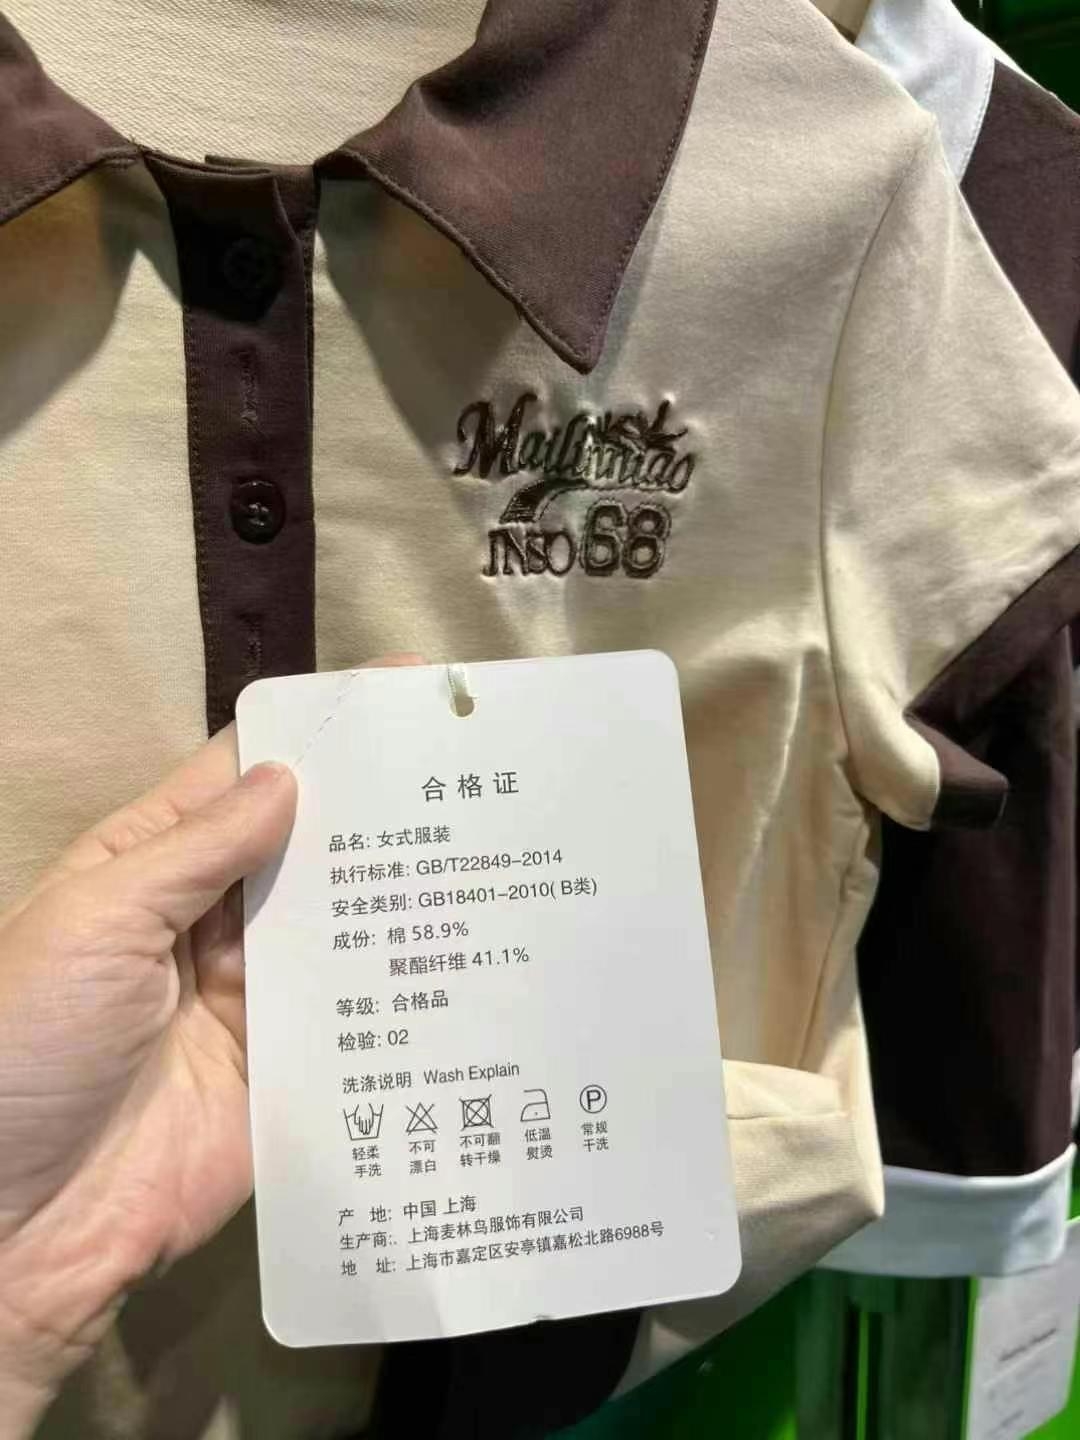 Mailinniao
JNSO 68
合格证
品名: 女式服装
执行标准: GB/T22849-2014
安全类别: GB18401-2010( B类)
成份: 棉 58.9%
聚酯纤维 41.1%
等级: 合格品
检验: 02
洗涤说明 Wash Explain
P
轻柔 不可 不可翻 低温 常规
手洗 漂白 转干燥 熨烫 干洗
产 地: 中国 上海
生产商:. 上海麦林鸟服饰有限公司
地 址: 上海市嘉定区安亭镇嘉松北路6988号